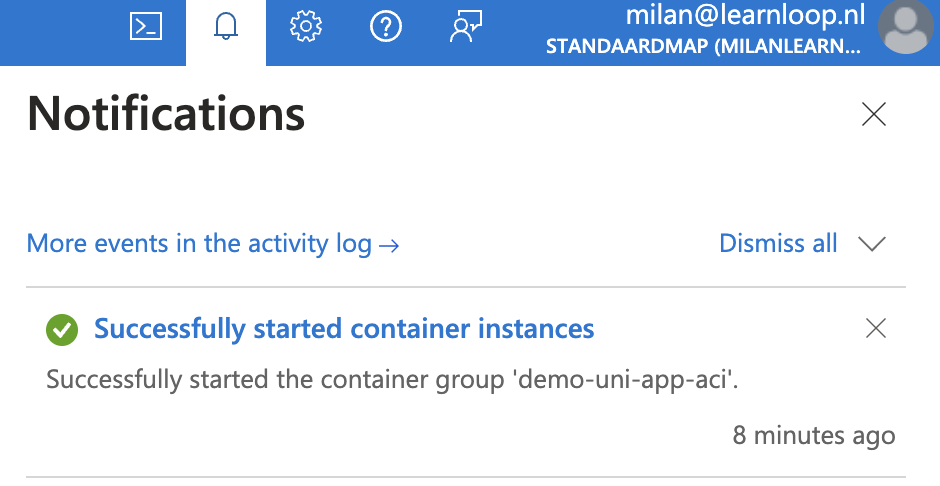 milan@learnloop.nl
STANDAARDMAP (MILANLEARN...
Notifications
More events in the activity log →
Dismiss all
Successfully started container instances
Successfully started the container group 'demo-uni-app-aci'.
8 minutes ago